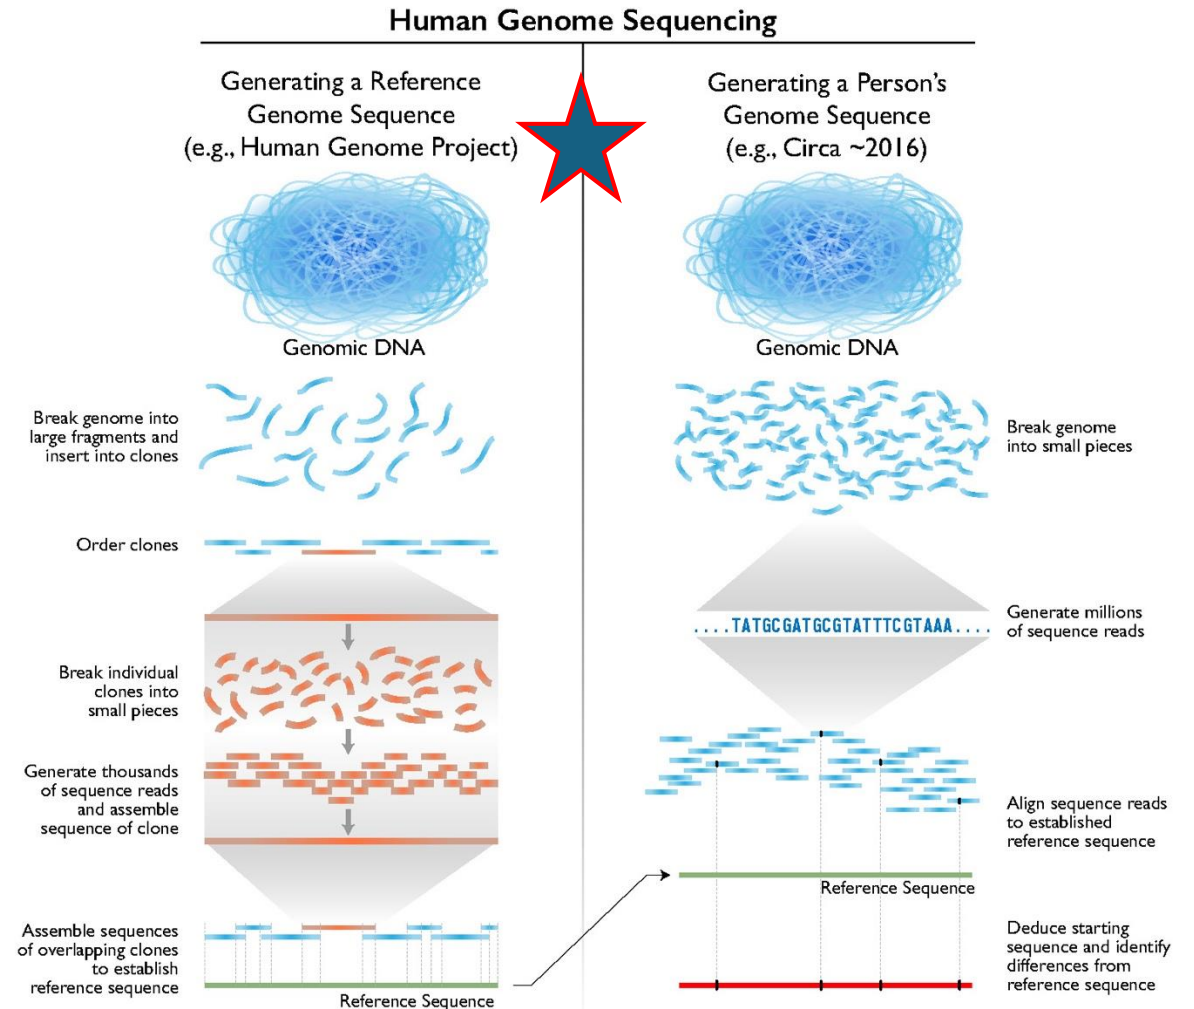 Human Genome Sequencing
Generating a Reference
Genome Sequence
(e.g., Human Genome Project)
Genomic DNA
Break genome into
large fragments and
insert into clones
Order clones
Break individual
clones into
small pieces
Generate thousands
of sequence reads
and assemble
sequence of clone
Assemble sequences
of overlapping clones
to establish
reference sequence
Reference Sequence
Generating a Person's
Genome Sequence
(e.g., Circa ~2016)
Genomic DNA
Break genome
into small pieces
....TATGCGATGCGTATTTCGTAAA....
Generate millions
of sequence reads
Align sequence reads
to established
reference sequence
Reference Sequence
Deduce starting
sequence and identify
differences from
reference sequence